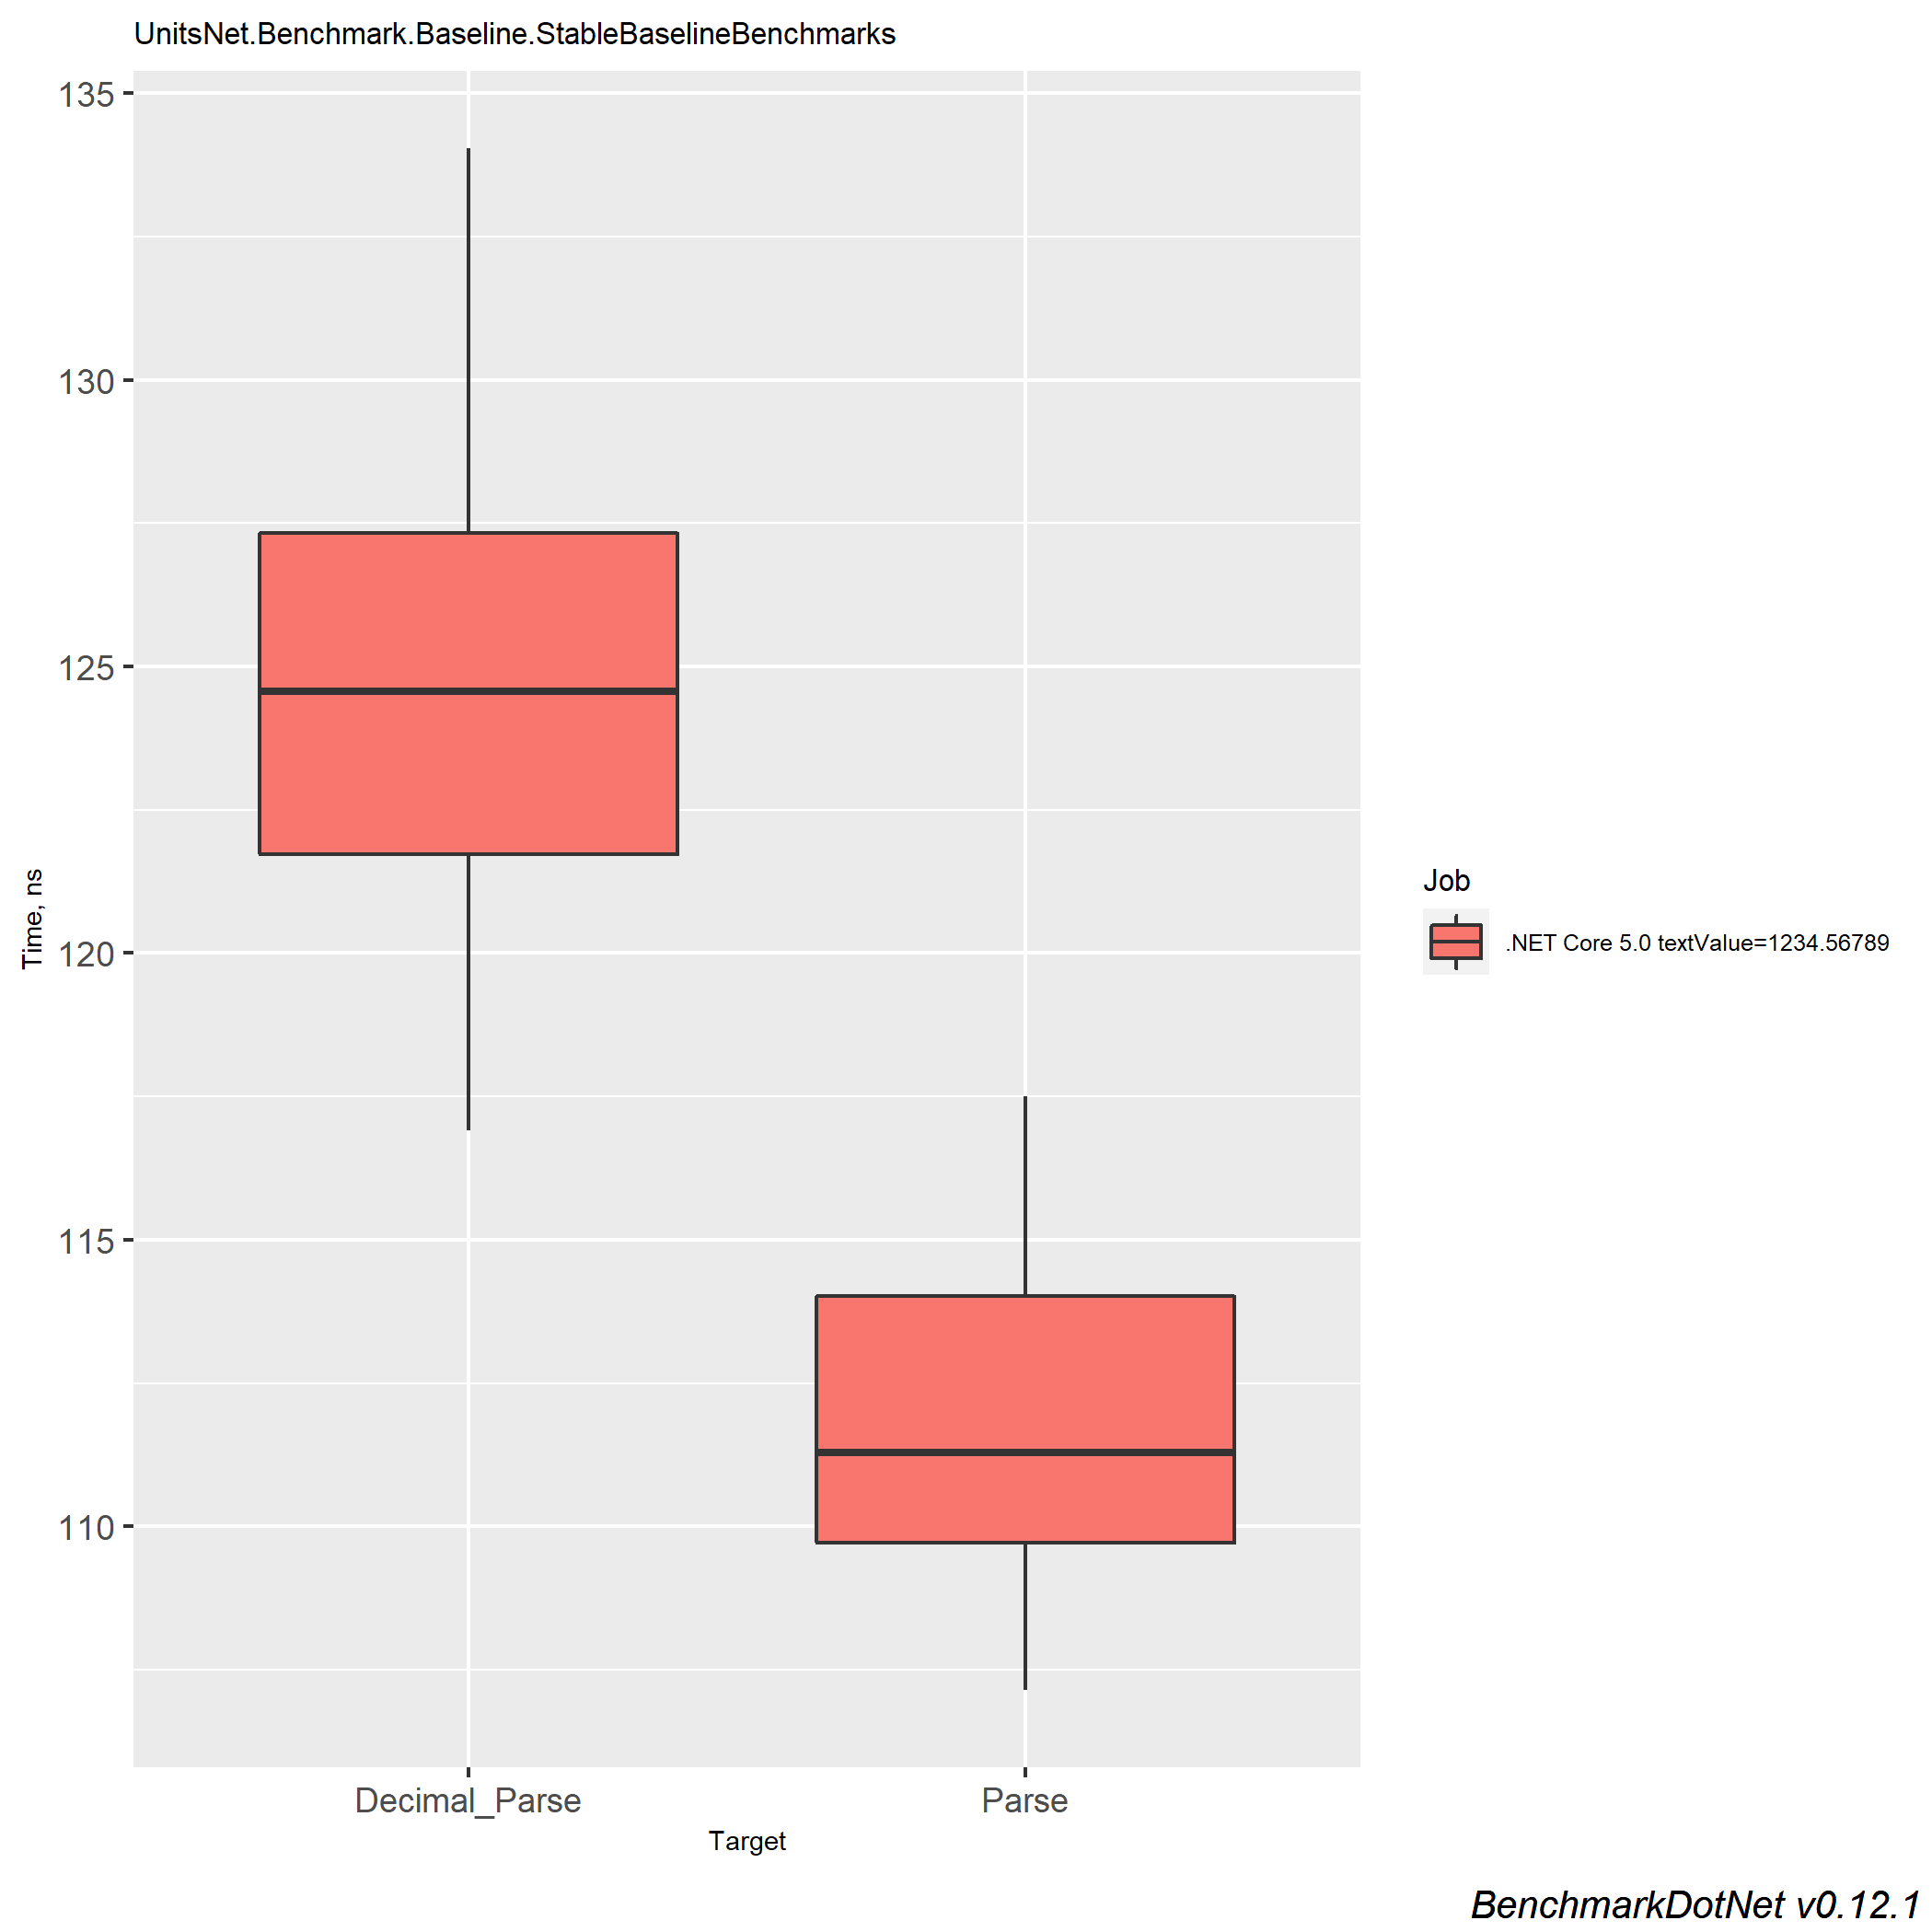 UnitsNet.Benchmark.Baseline.StableBaselineBenchmarks
135
130
125
120
115
110
Time, ns
Decimal_Parse
Parse
Target
Job
.NET Core 5.0 textValue=1234.56789
BenchmarkDotNet v0.12.1